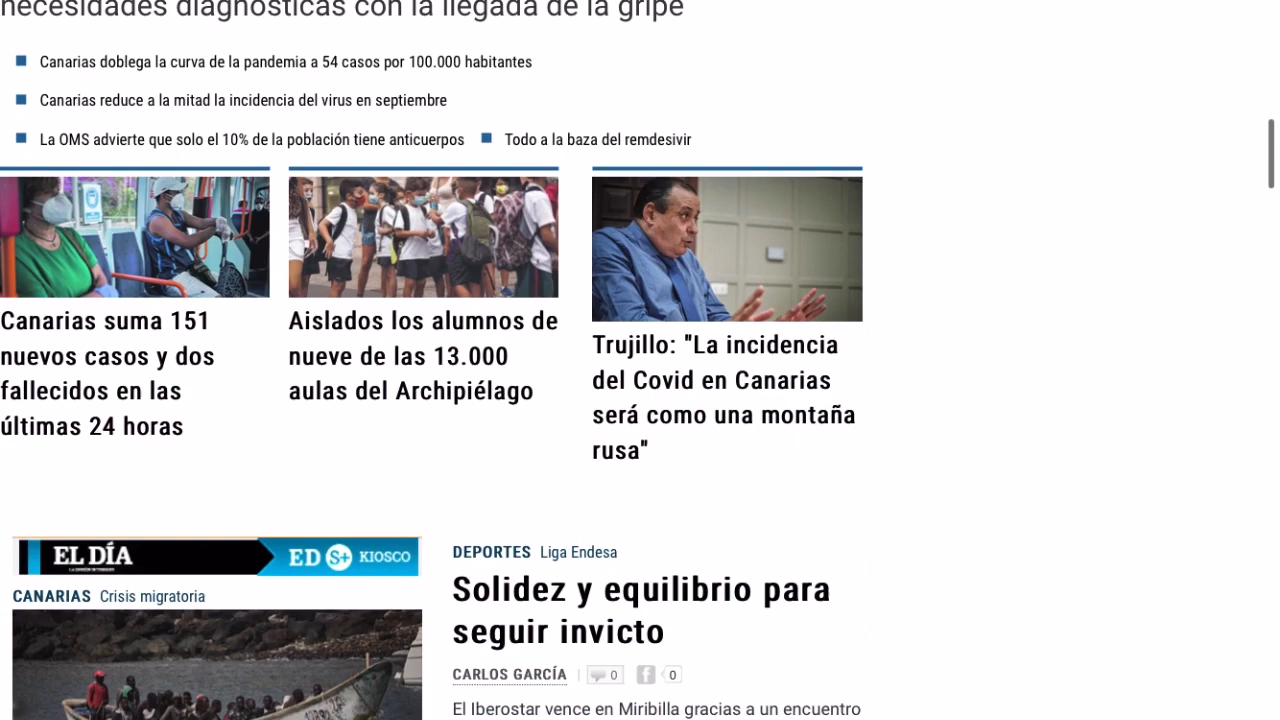 necesidades diagnósticas con la llegada de la gripe
Canarias doblega la curva de la pandemia a 54 casos por 100.000 habitantes
Canarias reduce a la mitad la incidencia del virus en septiembre
La OMS advierte que solo el 10% de la población tiene anticuerpos
Todo a la baza del remdesivir
Canarias suma 151
nuevos casos y dos
fallecidos en las
últimas 24 horas
Aislados los alumnos de
nueve de las 13.000
aulas del Archipiélago
Trujillo: "La incidencia
del Covid en Canarias
será como una montaña
rusa"
EL DÍA
ED S+ KIOSCO
CANARIAS Crisis migratoria
DEPORTES Liga Endesa
Solidez y equilibrio para
seguir invicto
CARLOS GARCÍA | 0 0
El Iberostar vence en Miribilla gracias a un encuentro